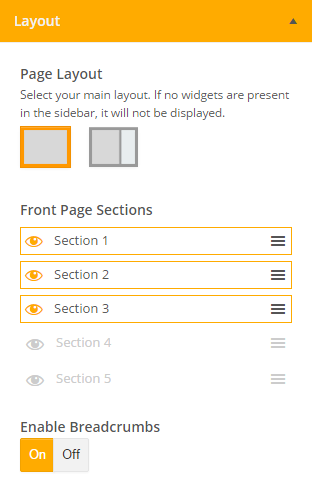 Layout
Page Layout
Select your main layout. If no widgets are present
in the sidebar, it will not be displayed.
Front Page Sections
Section 1
Section 2
Section 3
Section 4
Section 5
Enable Breadcrumbs
On Off